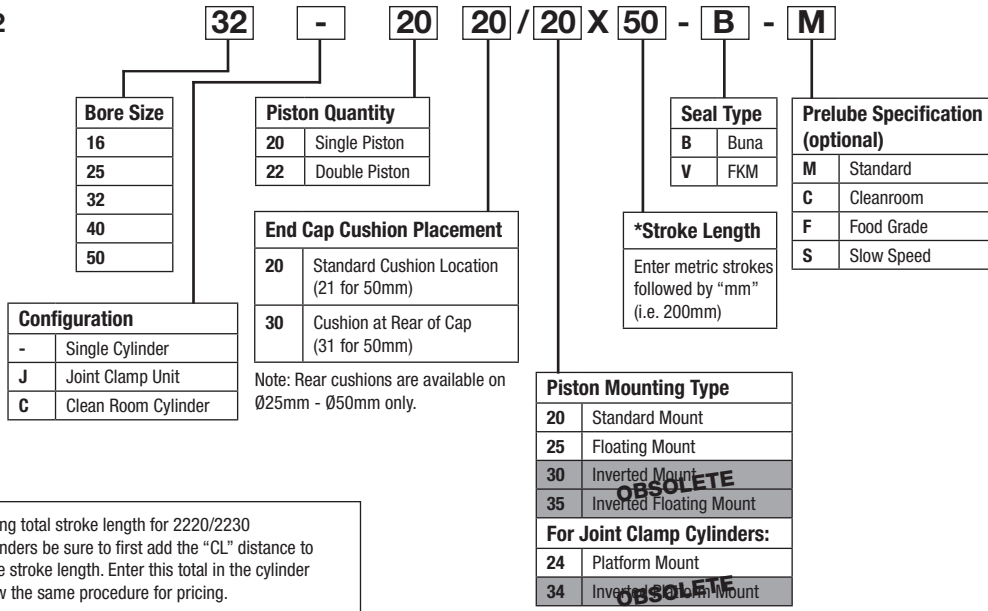 2 32 - 20 20 / 20 X 50 - B - M
Bore Size
16
25
32
40
50
Piston Quantity
20 Single Piston
22 Double Piston
Seal Type
B Buna
V FKM
Prelube Specification
(optional)
M Standard
C Cleanroom
F Food Grade
S Slow Speed
End Cap Cushion Placement
20 Standard Cushion Location
(21 for 50mm)
30 Cushion at Rear of Cap
(31 for 50mm)
Note: Rear cushions are available on
Ø25mm - Ø50mm only.
*Stroke Length
Enter metric strokes
followed by “mm”
(i.e. 200mm)
Configuration
- Single Cylinder
J Joint Clamp Unit
C Clean Room Cylinder
Piston Mounting Type
20 Standard Mount
25 Floating Mount
30 Inverted Mount
OBSOLETE
35 Inverted Floating Mount
For Joint Clamp Cylinders:
24 Platform Mount
34 Inverted Platform Mount
OBSOLETE
ng total stroke length for 2220/2230
nders be sure to first add the “CL” distance to
e stroke length. Enter this total in the cylinder
w the same procedure for pricing.